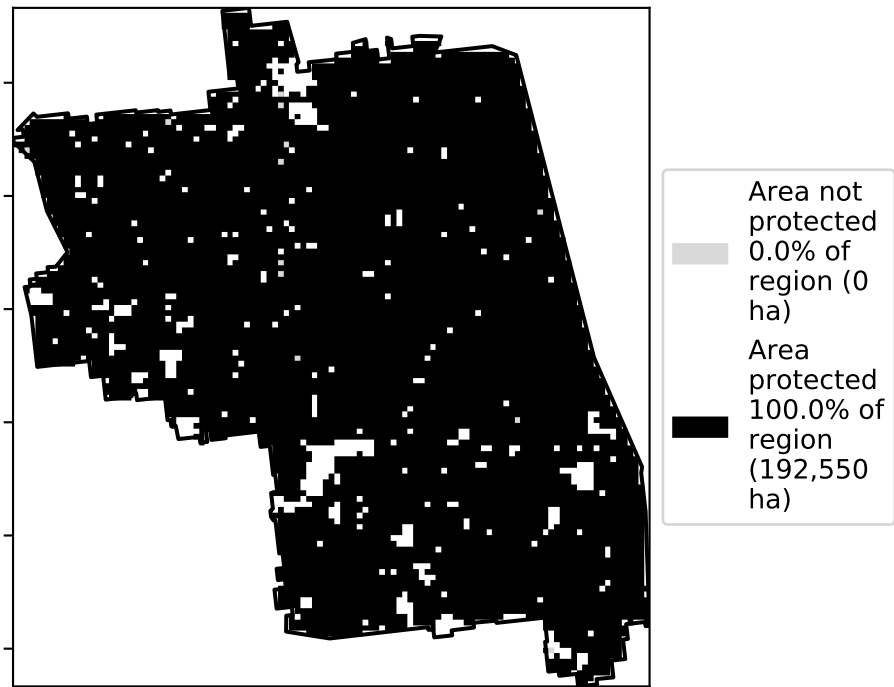 Area not
protected
0.0% of
region (0
ha)
Area
protected
100.0% of
region
(192,550
ha)